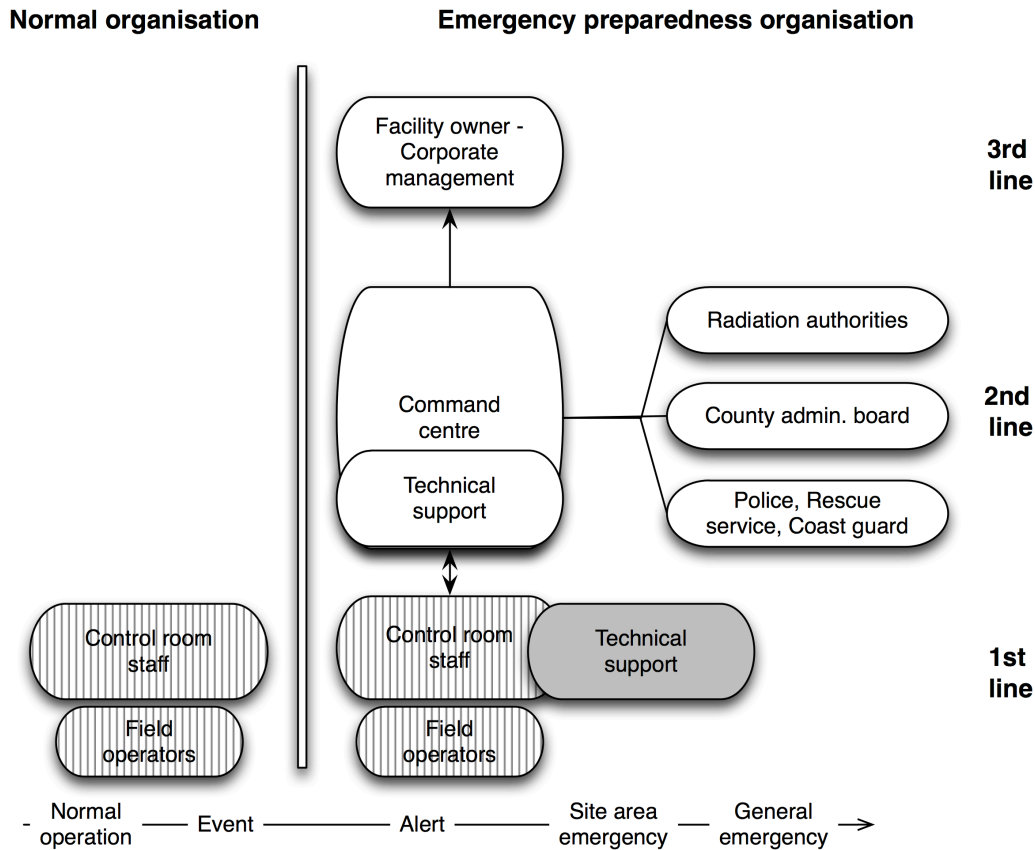 Normal organisation
Emergency preparedness organisation
Facility owner -
Corporate
management
3rd
line
Command
centre
Technical
support
Radiation authorities
County admin. board
Police, Rescue
service, Coast guard
2nd
line
Control room
staff
Field
operators
Control room
staff
Technical
support
Field
operators
1st
line
Normal
operation
Event
Alert
Site area
emergency
General
emergency